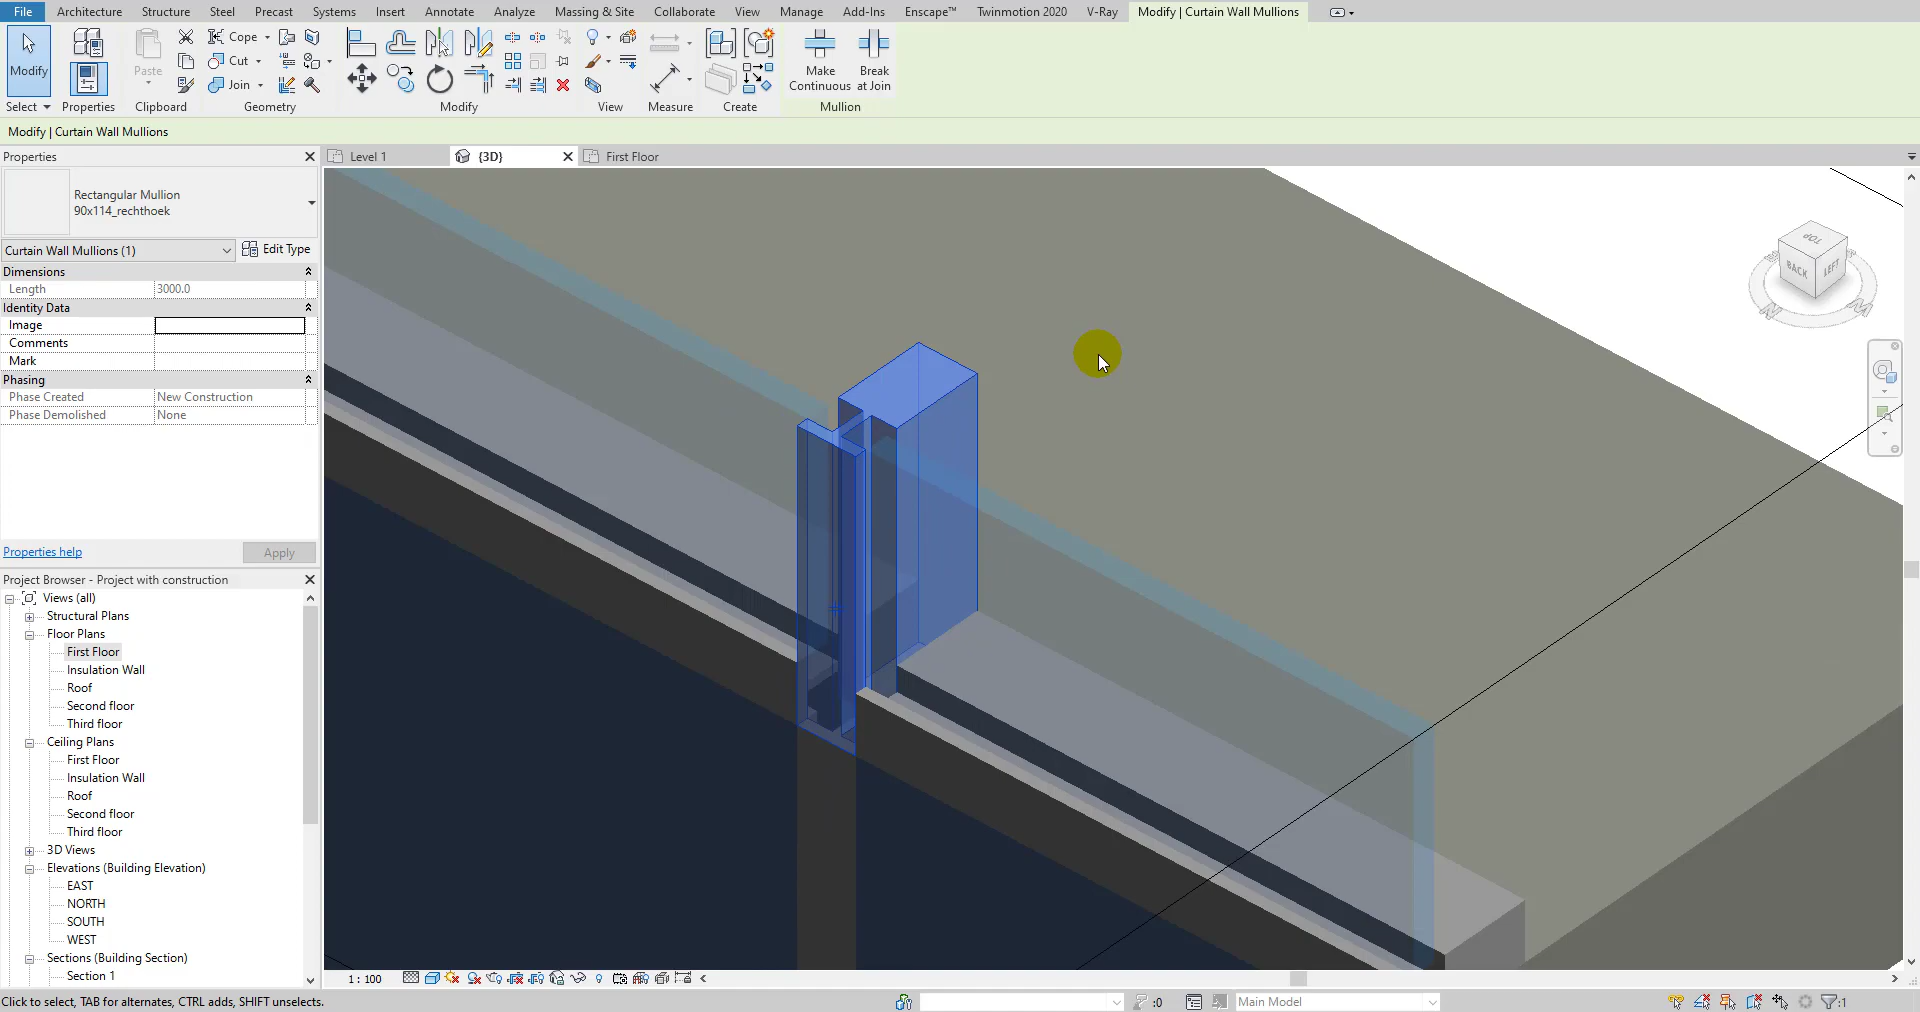 File Architecture Structure Steel Precast Systems Insert Annotate Analyze Massing & Site Collaborate View Manage Add-Ins Enscape™ Twinmotion 2020 V-Ray Modify | Curtain Wall Mullions
Modify Paste Cope Cut Join Make Continuous Break at Join
Select Properties Clipboard Geometry Modify View Measure Create Mullion
Modify | Curtain Wall Mullions
Properties
Level 1 {3D} First Floor
Rectangular Mullion
90x114_rechthoek
Curtain Wall Mullions (1) Edit Type
Dimensions
Length 3000.0
Identity Data
Image
Comments
Mark
Phasing
Phase Created New Construction
Phase Demolished None
Properties help Apply
Project Browser - Project with construction
Views (all)
Structural Plans
Floor Plans
First Floor
Insulation Wall
Roof
Second floor
Third floor
Ceiling Plans
First Floor
Insulation Wall
Roof
Second floor
Third floor
3D Views
Elevations (Building Elevation)
EAST
NORTH
SOUTH
WEST
Sections (Building Section)
Section 1
TOP
BACK LEFT
1 : 100
Click to select, TAB for alternates, CTRL adds, SHIFT unselects.
:0 Main Model :1